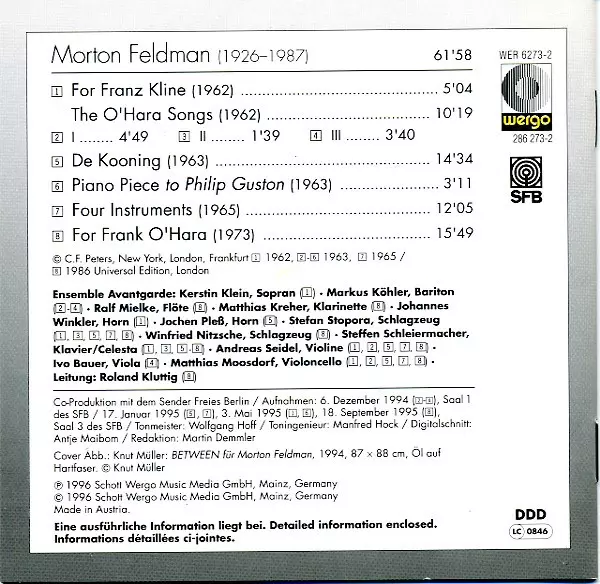 Morton Feldman (1926–1987) 61'58
WER 6273-2
1 For Franz Kline (1962) ........................................ 5'04
The O'Hara Songs (1962) .................................. 10'19
2 I ........ 4'49 3 II ........ 1'39 4 III ........ 3'40
wergo
286 273-2
5 De Kooning (1963) ............................................. 14'34
6 Piano Piece to Philip Guston (1963) ................... 3'11
SFB
7 Four Instruments (1965) ..................................... 12'05
8 For Frank O'Hara (1973) .................................. 15'49
© C.F. Peters, New York, London, Frankfurt 1 1962, 2-6 1963, 7 1965 /
8 1986 Universal Edition, London
Ensemble Avantgarde: Kerstin Klein, Sopran (1) · Markus Köhler, Bariton
(2-4) · Ralf Mielke, Flöte (8) · Matthias Kreher, Klarinette (8) · Johannes
Winkler, Horn (1) · Jochen Pleß, Horn (5) · Stefan Stopora, Schlagzeug
(1, 3, 5, 7, 8) · Winfried Nitzsche, Schlagzeug (8) · Steffen Schleiermacher,
Klavier/Celesta (1, 3, 5-8) · Andreas Seidel, Violine (1, 2, 5, 7, 8) ·
Ivo Bauer, Viola (4) · Matthias Moosdorf, Violoncello (1, 2, 5, 7, 8) ·
Leitung: Roland Kluttig (8)
Co-Produktion mit dem Sender Freies Berlin / Aufnahmen: 6. Dezember 1994 (2-4), Saal 1
des SFB / 17. Januar 1995 (5, 7), 3. Mai 1995 (1, 6), 18. September 1995 (8),
Saal 3 des SFB / Tonmeister: Wolfgang Hoff / Toningenieur: Manfred Hock / Digitalschnitt:
Antje Maibom / Redaktion: Martin Demmler
Cover Abb.: Knut Müller: BETWEEN für Morton Feldman, 1994, 87 × 88 cm, Öl auf
Hartfaser. © Knut Müller
℗ 1996 Schott Wergo Music Media GmbH, Mainz, Germany
© 1996 Schott Wergo Music Media GmbH, Mainz, Germany
Made in Austria.
DDD
Eine ausführliche Information liegt bei. Detailed information enclosed.
LC 0846
Informations détaillées ci-jointes.